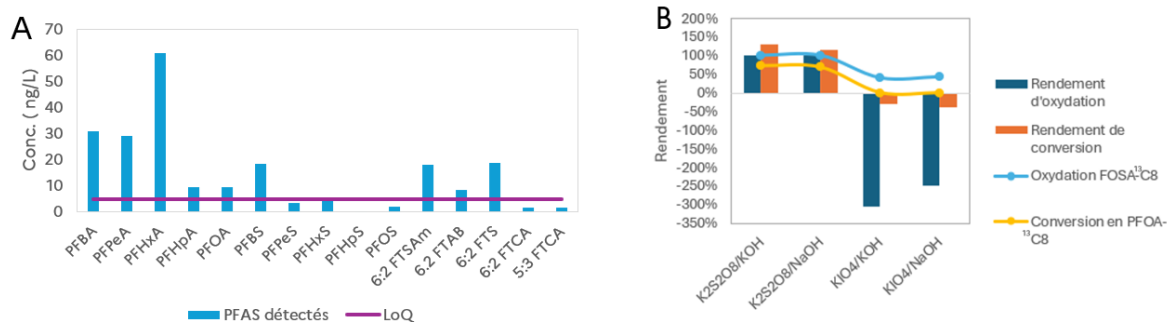 A
Conc. ( ng/L)
70
60
50
40
30
20
10
0
PFBA
PFPeA
PFHxA
PFHpA
PFOA
PFBS
PFPeS
PFHxS
PFHpS
PFOS
6:2 FTSAm
6.2 FTAB
6:2 FTS
6:2 FTCA
5:3 FTCA
PFAS détectés
LoQ
B
Rendement
200%
150%
100%
50%
0%
-50%
-100%
-150%
-200%
-250%
-300%
-350%
K2S2O8/KOH
K2S2O8/NaOH
KIO4/KOH
KIO4/NaOH
Rendement
d'oxydation
Rendement de
conversion
Oxydation FOSA-¹³C8
Conversion en PFOA-
¹³C8